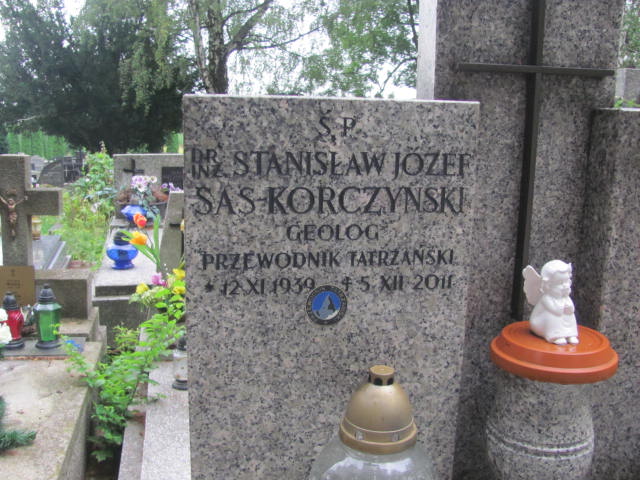 Ś.P.
DR INŻ. STANISŁAW JÓZEF
SAS-KORCZYŃSKI
GEOLOG
PRZEWODNIK TATRZAŃSKI
* 12 XI 1939 † 5 XII 2011